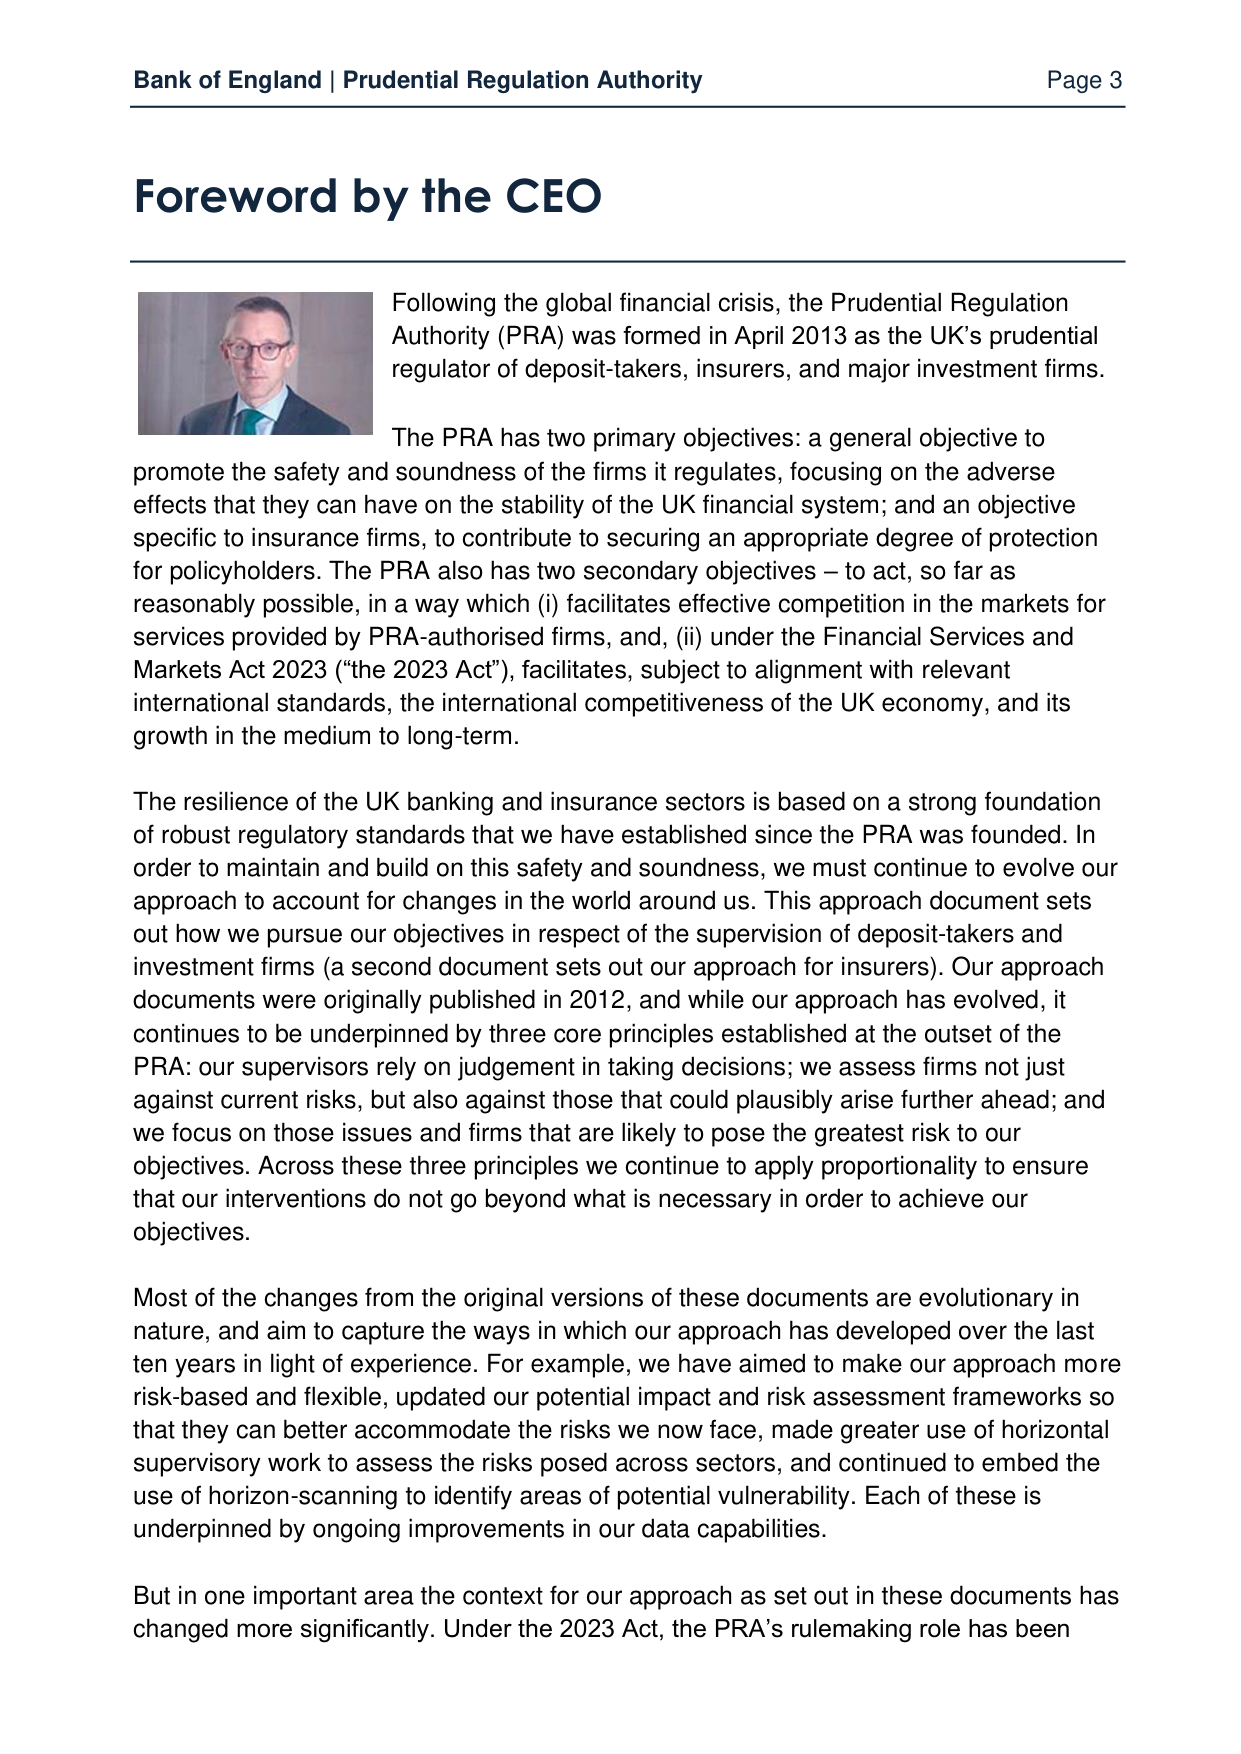 Bank of England | Prudential Regulation Authority Page 3
Foreword by the CEO
Following the global financial crisis, the Prudential Regulation
Authority (PRA) was formed in April 2013 as the UK’s prudential
regulator of deposit-takers, insurers, and major investment firms.
The PRA has two primary objectives: a general objective to
promote the safety and soundness of the firms it regulates, focusing on the adverse
effects that they can have on the stability of the UK financial system; and an objective
specific to insurance firms, to contribute to securing an appropriate degree of protection
for policyholders. The PRA also has two secondary objectives – to act, so far as
reasonably possible, in a way which (i) facilitates effective competition in the markets for
services provided by PRA-authorised firms, and, (ii) under the Financial Services and
Markets Act 2023 (“the 2023 Act”), facilitates, subject to alignment with relevant
international standards, the international competitiveness of the UK economy, and its
growth in the medium to long-term.
The resilience of the UK banking and insurance sectors is based on a strong foundation
of robust regulatory standards that we have established since the PRA was founded. In
order to maintain and build on this safety and soundness, we must continue to evolve our
approach to account for changes in the world around us. This approach document sets
out how we pursue our objectives in respect of the supervision of deposit-takers and
investment firms (a second document sets out our approach for insurers). Our approach
documents were originally published in 2012, and while our approach has evolved, it
continues to be underpinned by three core principles established at the outset of the
PRA: our supervisors rely on judgement in taking decisions; we assess firms not just
against current risks, but also against those that could plausibly arise further ahead; and
we focus on those issues and firms that are likely to pose the greatest risk to our
objectives. Across these three principles we continue to apply proportionality to ensure
that our interventions do not go beyond what is necessary in order to achieve our
objectives.
Most of the changes from the original versions of these documents are evolutionary in
nature, and aim to capture the ways in which our approach has developed over the last
ten years in light of experience. For example, we have aimed to make our approach more
risk-based and flexible, updated our potential impact and risk assessment frameworks so
that they can better accommodate the risks we now face, made greater use of horizontal
supervisory work to assess the risks posed across sectors, and continued to embed the
use of horizon-scanning to identify areas of potential vulnerability. Each of these is
underpinned by ongoing improvements in our data capabilities.
But in one important area the context for our approach as set out in these documents has
changed more significantly. Under the 2023 Act, the PRA’s rulemaking role has been